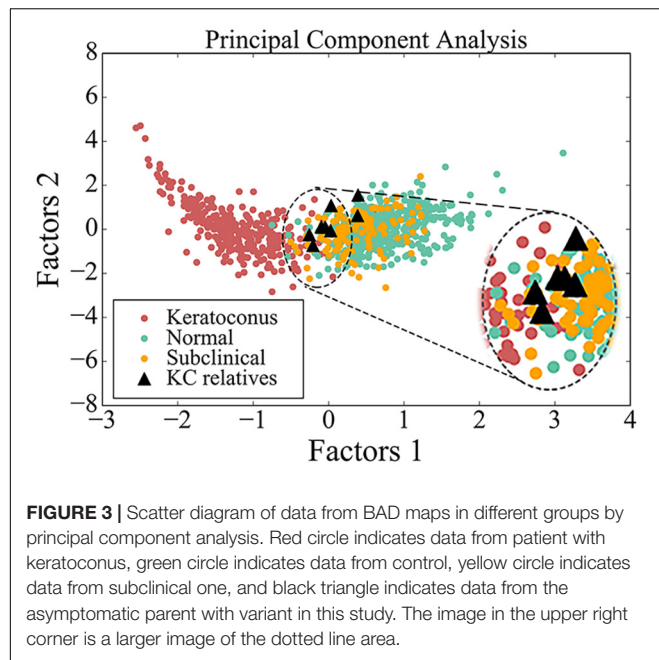 Principal Component Analysis
8
6
4
2
0
−2
−4
−6
−8
Factors 2
Keratoconus
Normal
Subclinical
KC relatives
−3
−2
−1
0
1
2
3
4
Factors 1
FIGURE 3 | Scatter diagram of data from BAD maps in different groups by
principal component analysis. Red circle indicates data from patient with
keratoconus, green circle indicates data from control, yellow circle indicates
data from subclinical one, and black triangle indicates data from the
asymptomatic parent with variant in this study. The image in the upper right
corner is a larger image of the dotted line area.